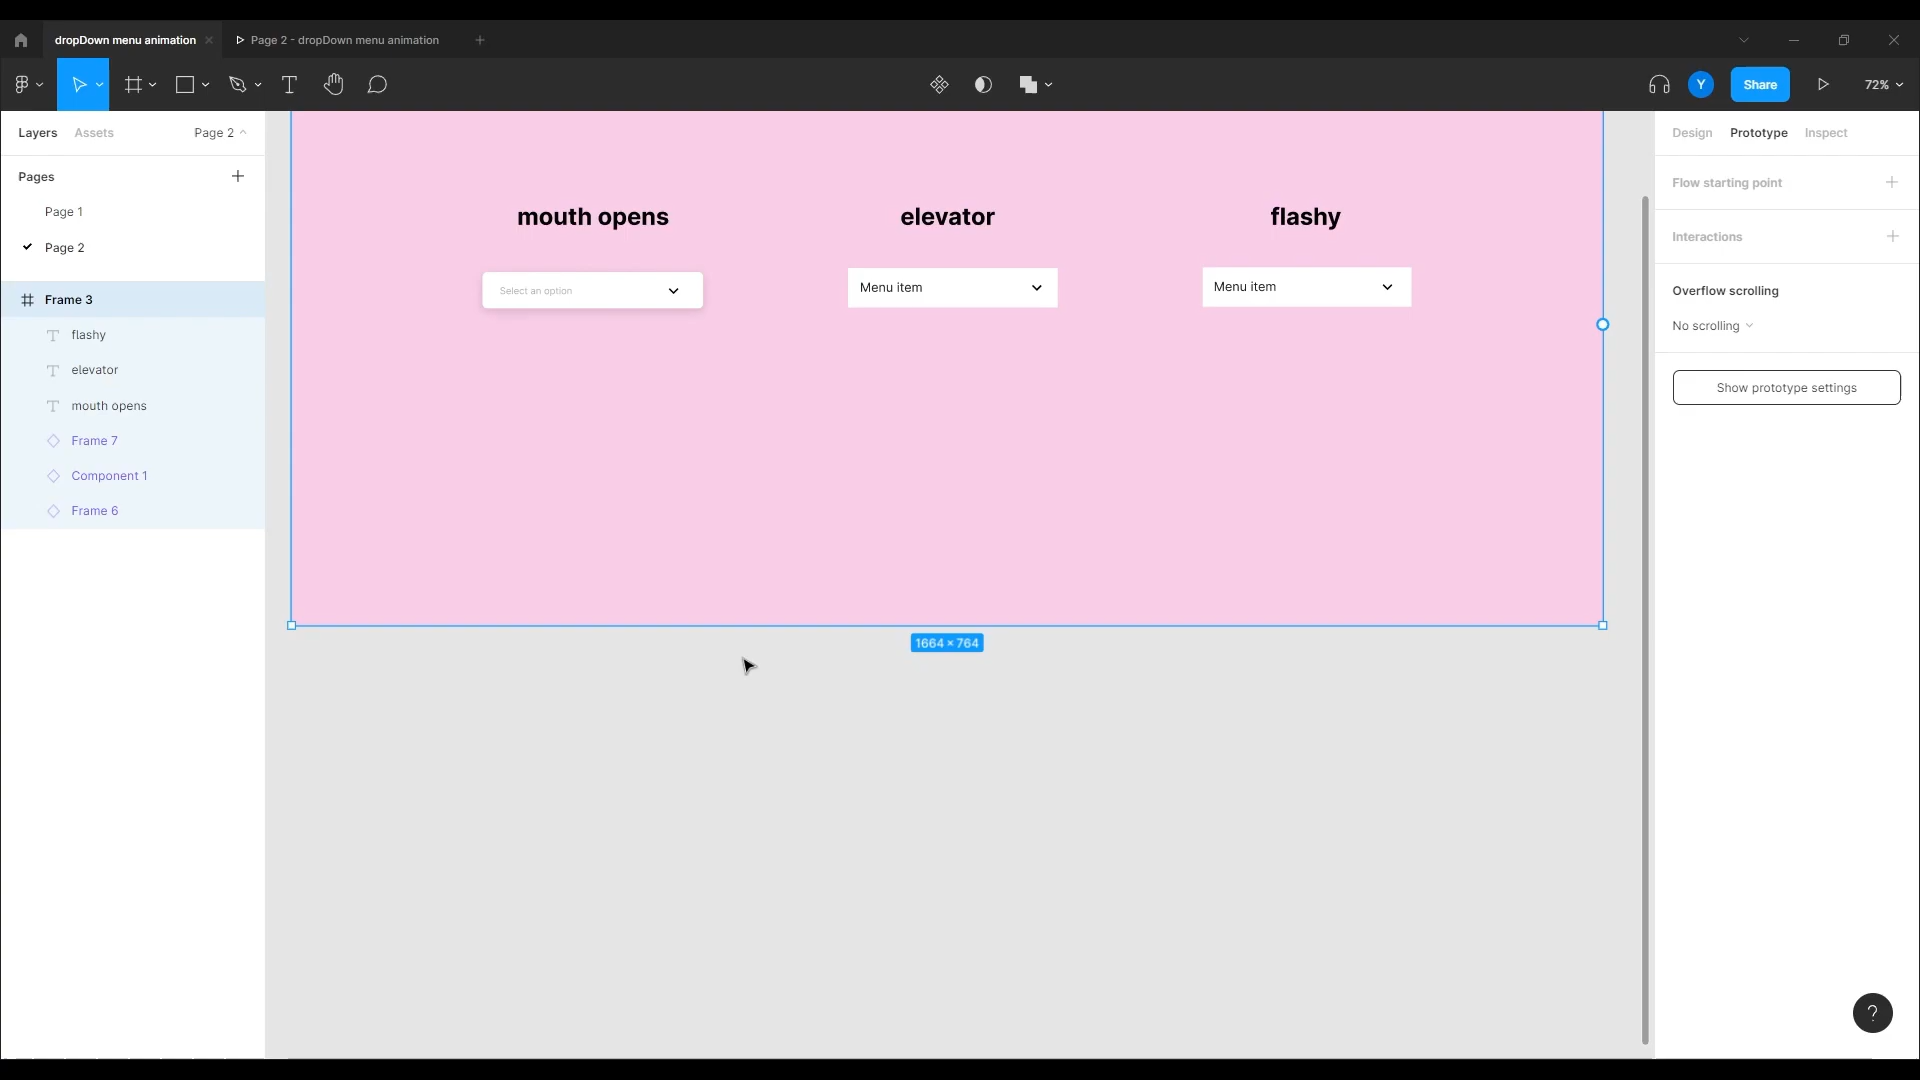 dropDown menu animation
Page 2 - dropDown menu animation
Y
Share
72%
Layers
Assets
Page 2
Pages
Page 1
Page 2
Frame 3
flashy
elevator
mouth opens
Frame 7
Component 1
Frame 6
mouth opens
elevator
flashy
Select an option
Menu item
Menu item
1664 × 764
Design
Prototype
Inspect
Flow starting point
Interactions
Overflow scrolling
No scrolling
Show prototype settings
?